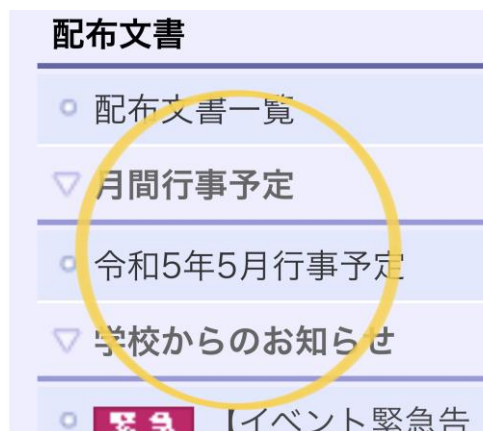 配布文書
配布文書一覧
月間行事予定
令和5年5月行事予定
学校からのお知らせ
緊急 【イベント緊急告